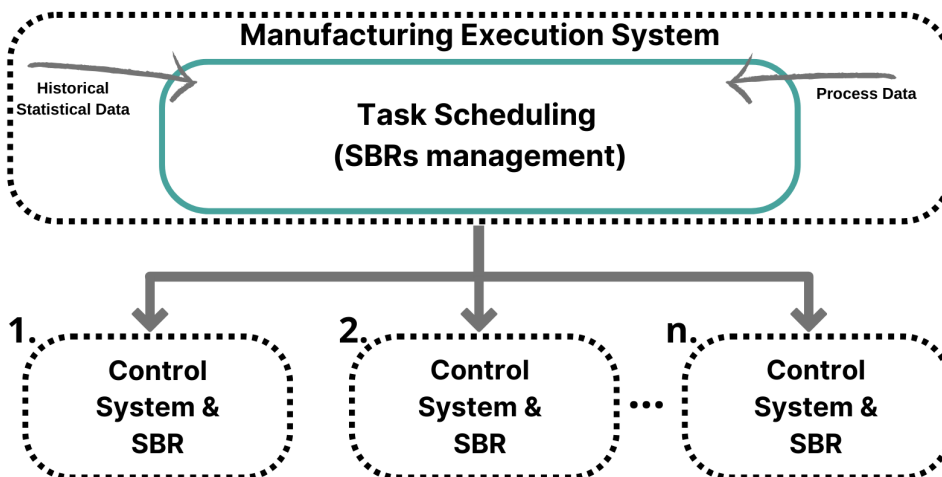 Manufacturing Execution System
Historical
Statistical Data
Process Data
Task Scheduling
(SBRs management)
1.
Control
System &
SBR
2.
Control
System &
SBR
...
n.
Control
System &
SBR